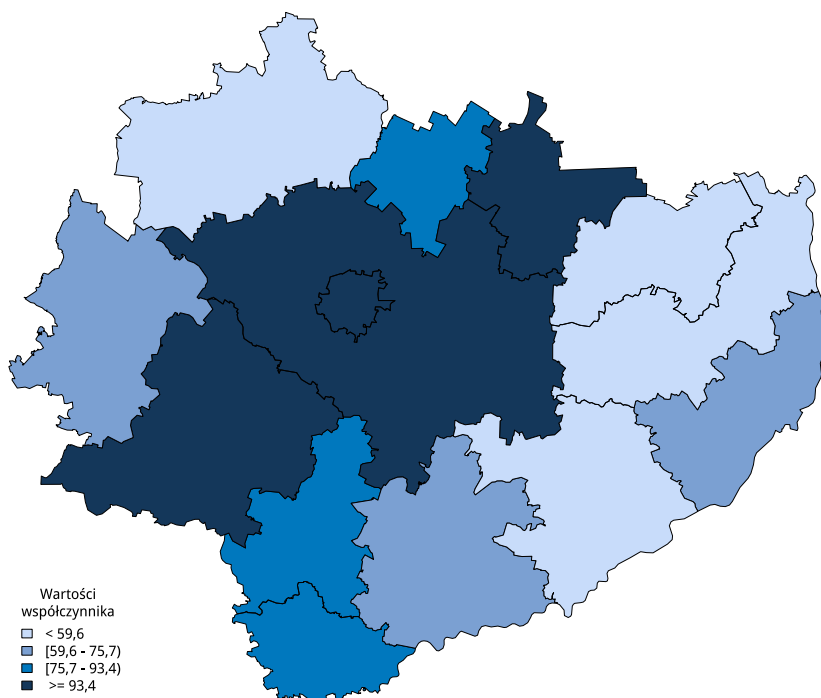 Wartości
współczynnika
< 59,6
[59,6 - 75,7)
[75,7 - 93,4)
>= 93,4